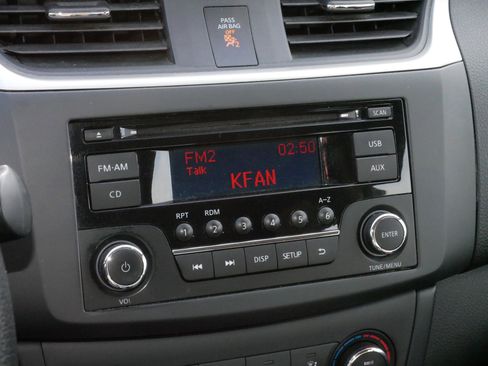 PASS
AIR BAG
OFF
2
SCAN
FM2 02:50
Talk
KFAN
FM·AM
CD
USB
AUX
RPT RDM A–Z
1 2 3 4 5 6
DISP SETUP
ENTER
VOL
TUNE/MENU